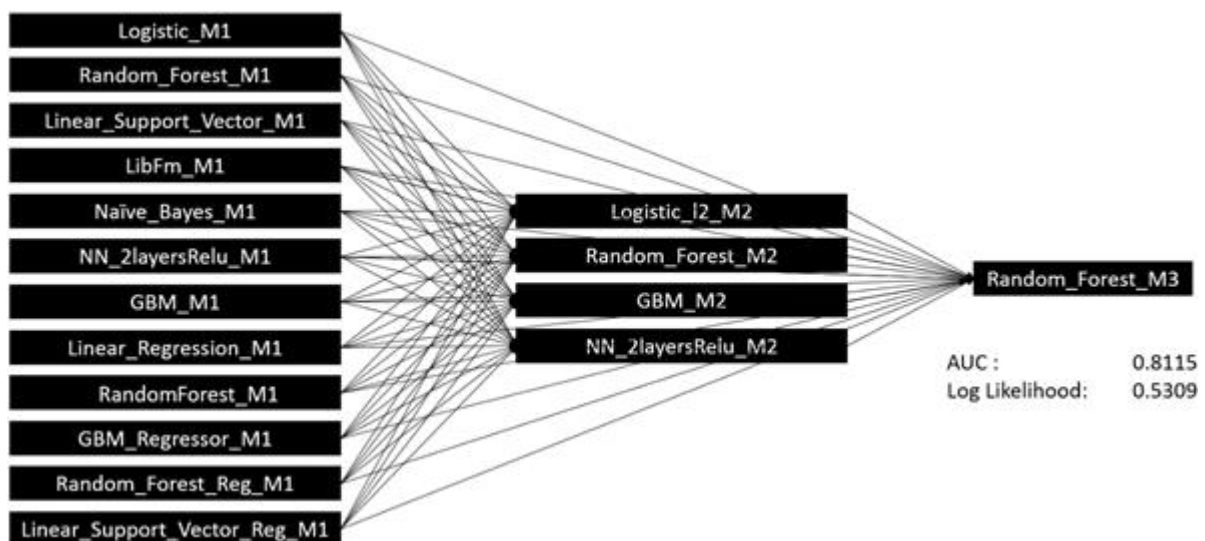 Logistic_M1
Random_Forest_M1
Linear_Support_Vector_M1
LibFm_M1
Naïve_Bayes_M1
NN_2layersRelu_M1
GBM_M1
Linear_Regression_M1
RandomForest_M1
GBM_Regressor_M1
Random_Forest_Reg_M1
Linear_Support_Vector_Reg_M1
Logistic_l2_M2
Random_Forest_M2
GBM_M2
NN_2layersRelu_M2
Random_Forest_M3
AUC : 0.8115
Log Likelihood: 0.5309